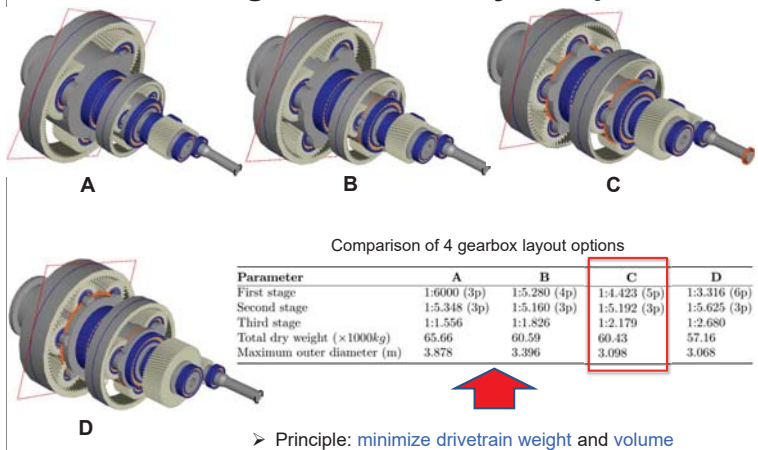 A
B
C
D
Comparison of 4 gearbox layout options
Parameter A B C D
First stage 1:6000 (3p) 1:5.280 (4p) 1:4.423 (5p) 1:3.316 (6p)
Second stage 1:5.348 (3p) 1:5.160 (3p) 1:5.192 (3p) 1:5.625 (3p)
Third stage 1:1.556 1:1.826 1:2.179 1:2.680
Total dry weight (×1000kg) 65.66 60.59 60.43 57.16
Maximum outer diameter (m) 3.878 3.396 3.098 3.068
➢ Principle: minimize drivetrain weight and volume